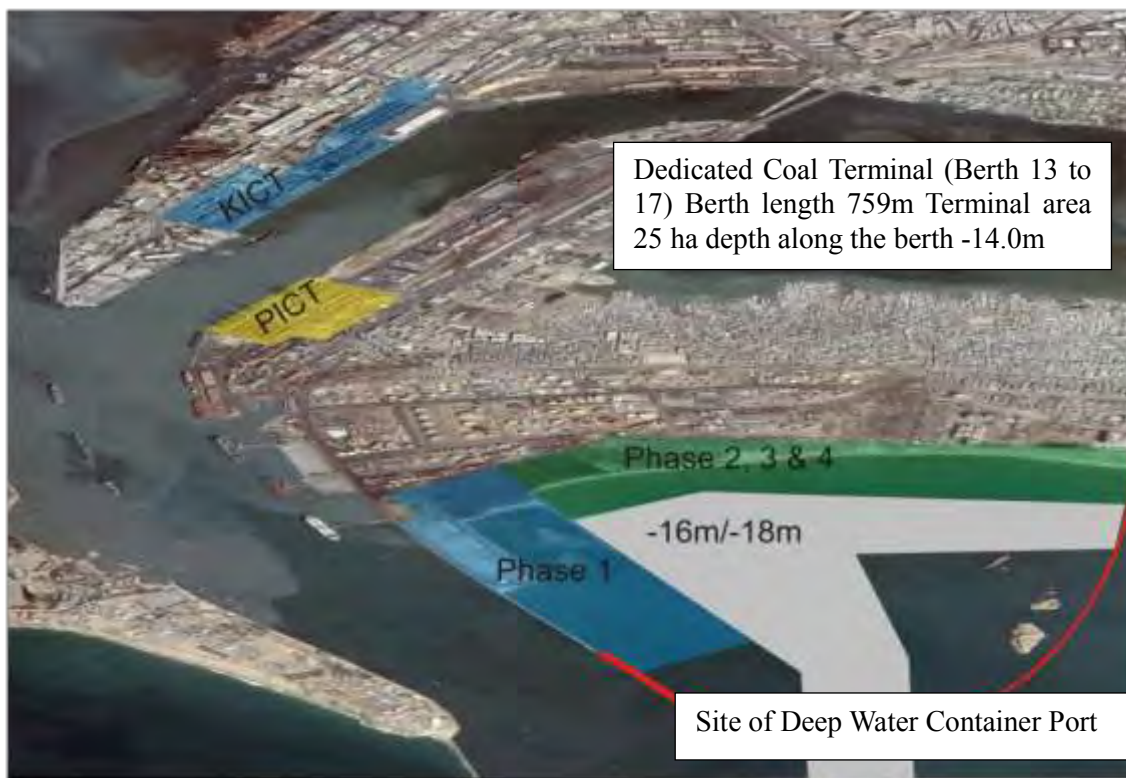 Dedicated Coal Terminal (Berth 13 to
17) Berth length 759m Terminal area
25 ha depth along the berth -14.0m
KICT
PICT
Phase 2, 3 & 4
-16m/-18m
Phase 1
Site of Deep Water Container Port